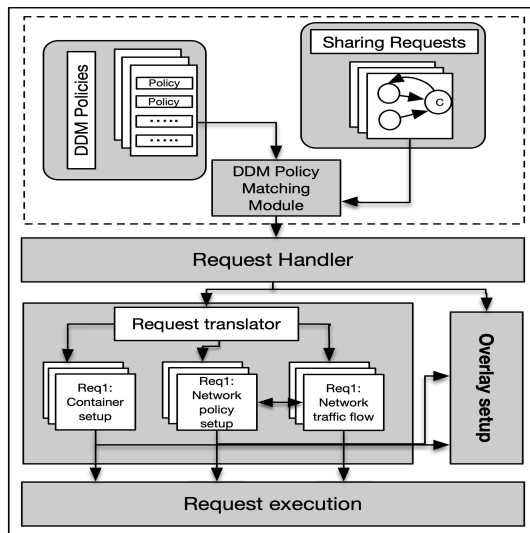 DDM Policies
Policy
Policy
.....
.....
Sharing Requests
C
DDM Policy
Matching
Module
Request Handler
Request translator
Req1:
Container
setup
Req1:
Network
policy
setup
Req1:
Network
traffic flow
Overlay setup
Request execution